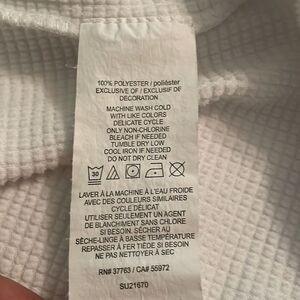 100% POLYESTER / poliéster
EXCLUSIVE OF / EXCLUSIF DE
DECORATION
MACHINE WASH COLD
WITH LIKE COLORS
DELICATE CYCLE
ONLY NON-CHLORINE
BLEACH IF NEEDED
TUMBLE DRY LOW
COOL IRON IF NEEDED
DO NOT DRY CLEAN
30
LAVER À LA MACHINE À L'EAU FROIDE
AVEC DES COULEURS SIMILAIRES
CYCLE DÉLICAT
UTILISER SEULEMENT UN AGENT
DE BLANCHIMENT SANS CHLORE
SI BESOIN. SÉCHER AU
SÈCHE-LINGE À BASSE TEMPÉRATURE
REPASSER À FER TIÈDE SI BESOIN
NE PAS NETTOYER À SEC
RN# 37763 / CA# 55972
SU21670